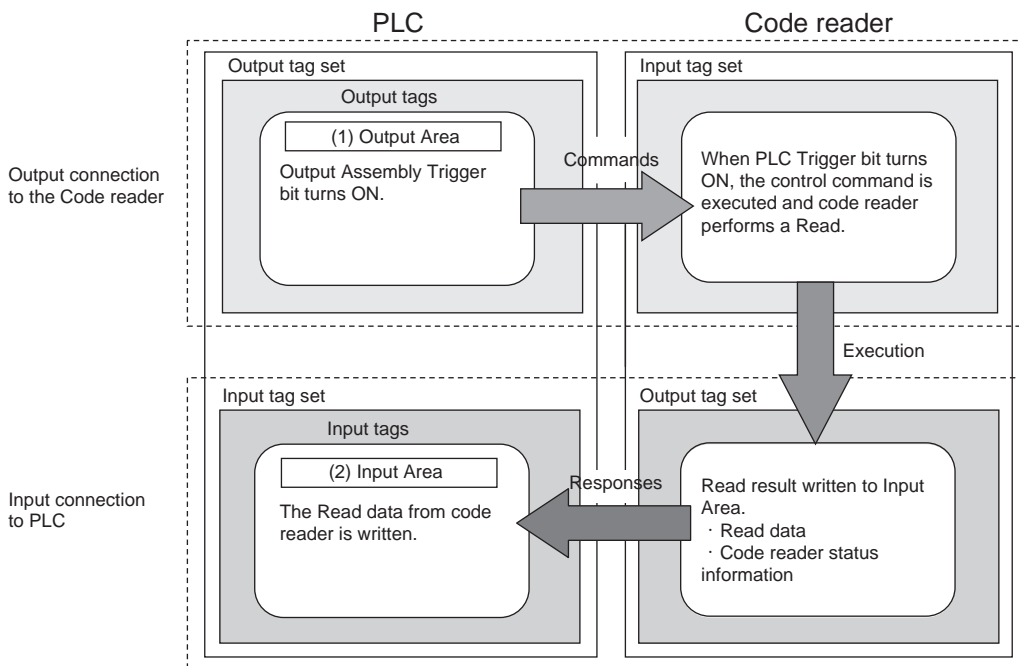 PLC
Code reader
Output tag set
Input tag set
Output tags
(1) Output Area
Output Assembly Trigger
bit turns ON.
Commands
When PLC Trigger bit turns
ON, the control command is
executed and code reader
performs a Read.
Output connection
to the Code reader
Execution
Input tag set
Output tag set
Input tags
(2) Input Area
The Read data from code
reader is written.
Responses
Read result written to Input
Area.
· Read data
· Code reader status
information
Input connection
to PLC